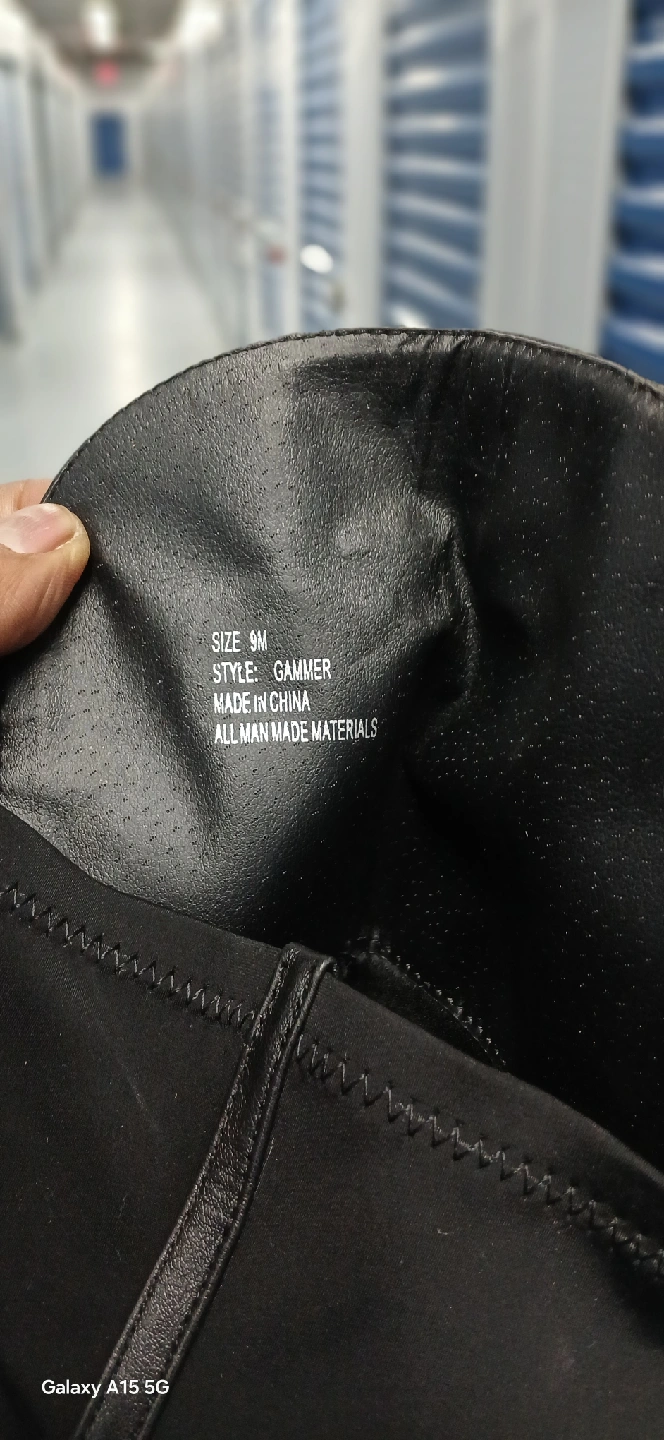 SIZE 9M
STYLE: GAMMER
MADE IN CHINA
ALL MAN MADE MATERIALS
Galaxy A15 5G